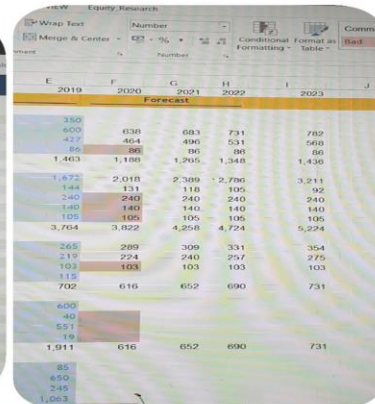 VIEW Equity_Research
Wrap Text Number Comm
Merge & Center % Conditional Format as Bad
Formatting Table
Number
E F G H I J
2019 2020 2021 2022 2023
Forecast
350
600 638 683 731 782
427 464 496 531 568
86 86 86 86 86
1,463 1,188 1,265 1,348 1,436
1,672 2,018 2,389 2,786 3,211
144 131 118 105 92
240 240 240 240 240
140 140 140 140 140
105 105 105 105 105
3,764 3,822 4,258 4,724 5,224
265 289 309 331 354
219 224 240 257 275
103 103 103 103 103
115
702 616 652 690 731
600
40
551
19
1,911 616 652 690 731
85
650
245
1,063